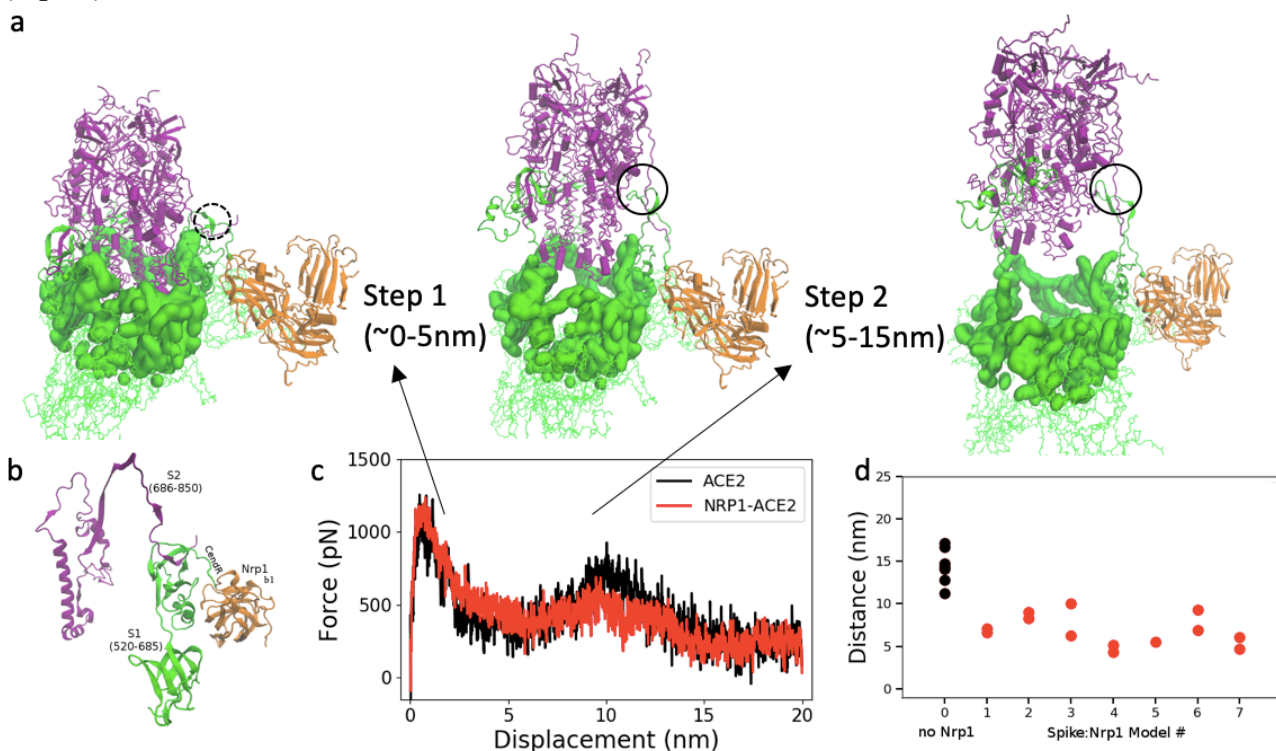 a
Step 1
(~0-5nm)
Step 2
(~5-15nm)
b
S2
(686-850)
CendR
Nrp1
b1
S1
(520-685)
c
1500
1000
500
0
Force (pN)
ACE2
NRP1-ACE2
0
5
10
15
20
Displacement (nm)
d
25
20
15
10
5
0
Distance (nm)
0
1
2
3
4
5
6
7
no Nrp1
Spike:Nrp1 Model #